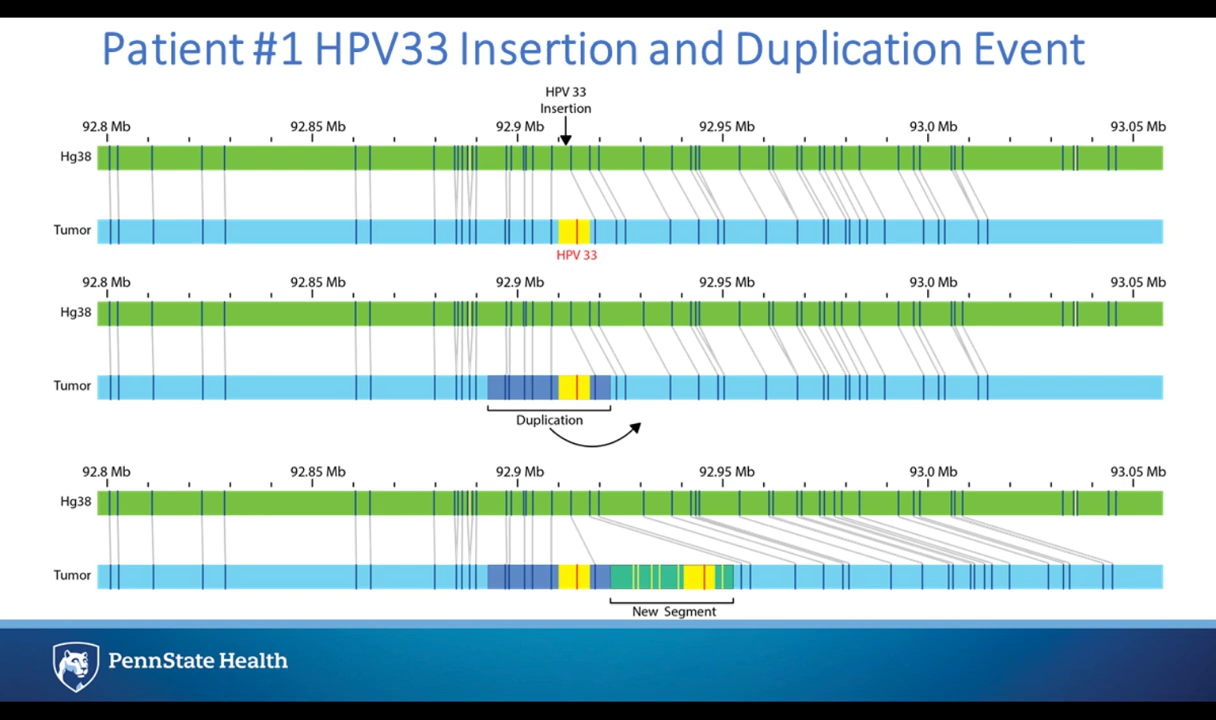 Patient #1 HPV33 Insertion and Duplication Event
HPV 33
Insertion
92.8 Mb 92.85 Mb 92.9 Mb 92.95 Mb 93.0 Mb 93.05 Mb
Hg38
Tumor
HPV 33
92.8 Mb 92.85 Mb 92.9 Mb 92.95 Mb 93.0 Mb 93.05 Mb
Hg38
Tumor
Duplication
92.8 Mb 92.85 Mb 92.9 Mb 92.95 Mb 93.0 Mb 93.05 Mb
Hg38
Tumor
New Segment
PennState Health